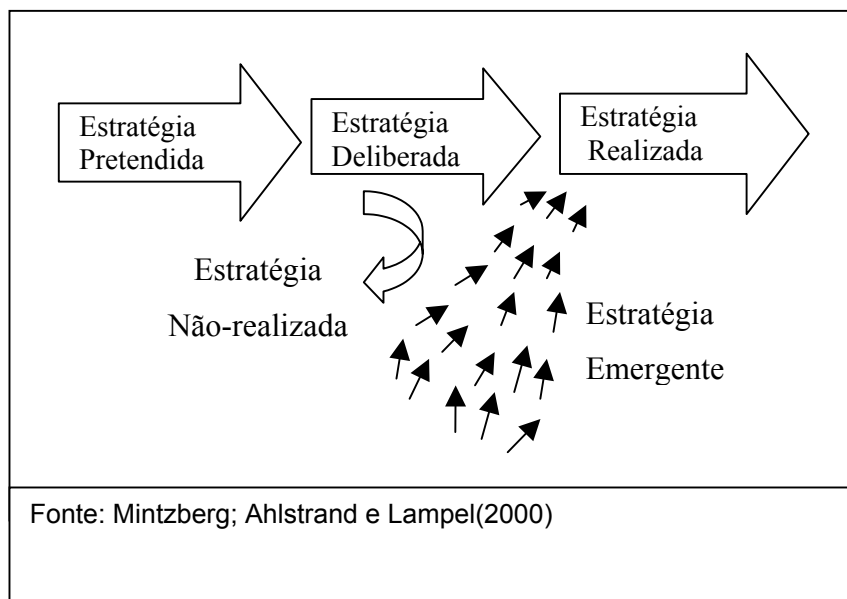 Estratégia
Pretendida
Estratégia
Deliberada
Estratégia
Realizada
Estratégia
Não-realizada
Estratégia
Emergente
Fonte: Mintzberg; Ahlstrand e Lampel(2000)